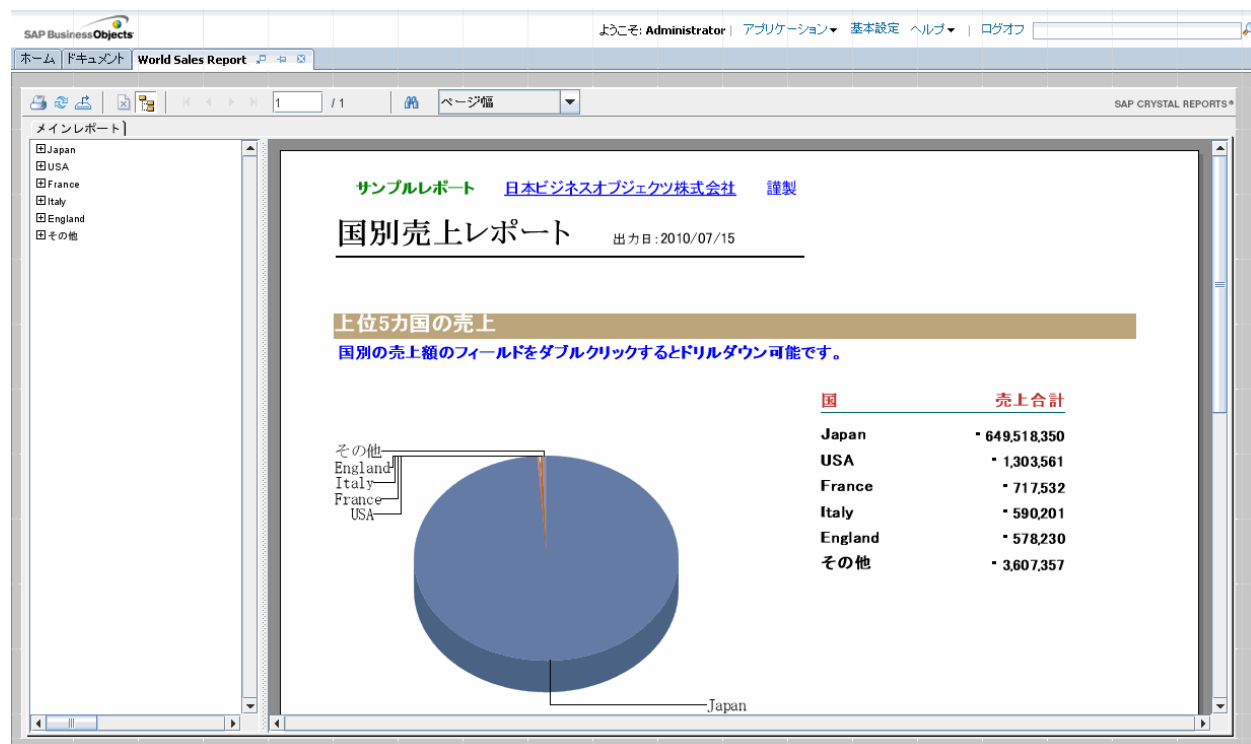 SAP BusinessObjects
ようこそ: Administrator | アプリケーション 基本設定 ヘルプ | ログオフ
ホーム ドキュメント World Sales Report
1 / 1 ページ幅 SAP CRYSTAL REPORTS®
メインレポート
Japan
USA
France
Italy
England
その他
サンプルレポート 日本ビジネスオブジェクツ株式会社 謹製
国別売上レポート 出力日:2010/07/15
上位5カ国の売上
国別の売上額のフィールドをダブルクリックするとドリルダウン可能です。
国 売上合計
Japan 649,518,350
USA 1,303,561
France 717,532
Italy 590,201
England 578,230
その他 3,607,357
その他
England
Italy
France
USA
Japan